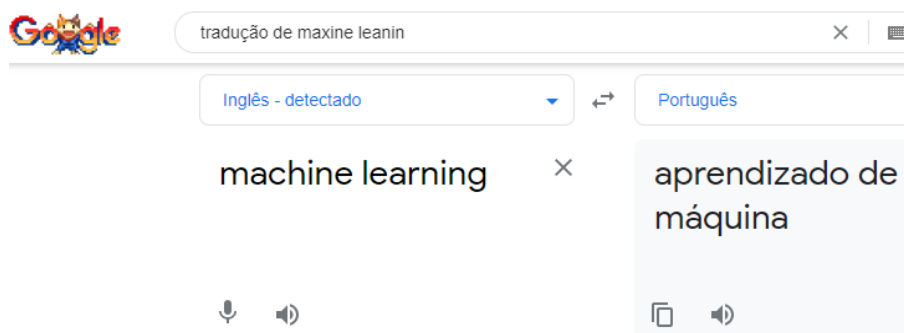 Google
tradução de maxine leanin
Inglês - detectado
Português
machine learning
aprendizado de
máquina